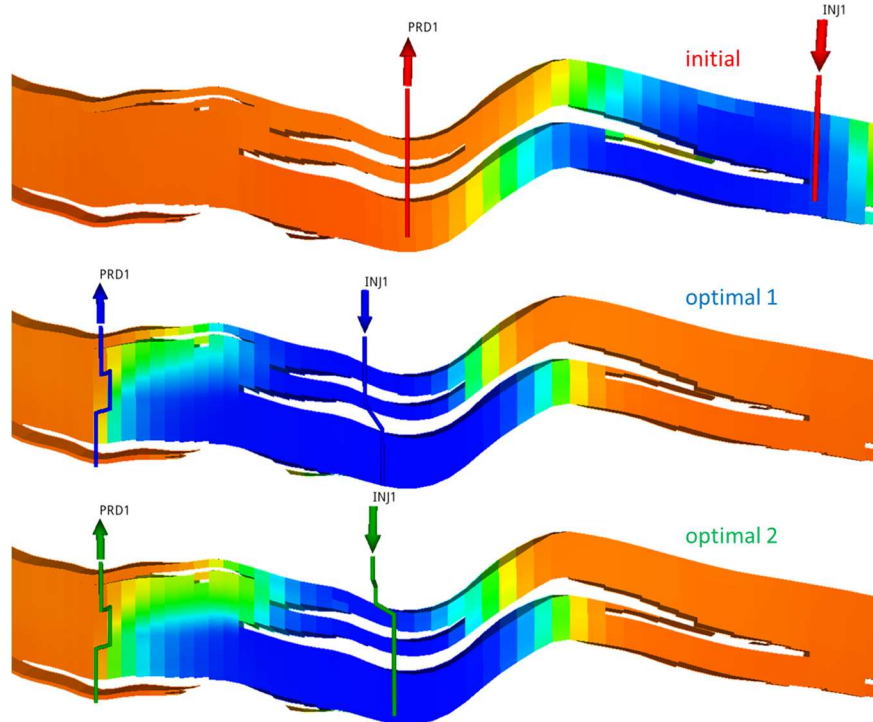 INJ1
PRD1
initial
PRD1
INJ1
optimal 1
INJ1
PRD1
optimal 2